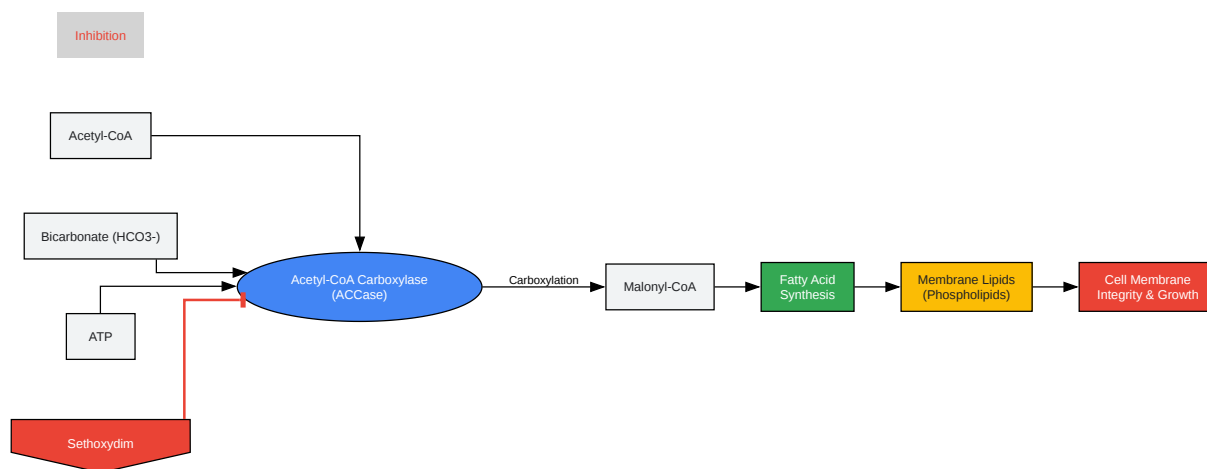 Inhibition
Acetyl-CoA
Bicarbonate (HCO3-)
ATP
Sethoxydim
Acetyl-CoA Carboxylase
(ACCase)
Carboxylation
Malonyl-CoA
Fatty Acid
Synthesis
Membrane Lipids
(Phospholipids)
Cell Membrane
Integrity & Growth